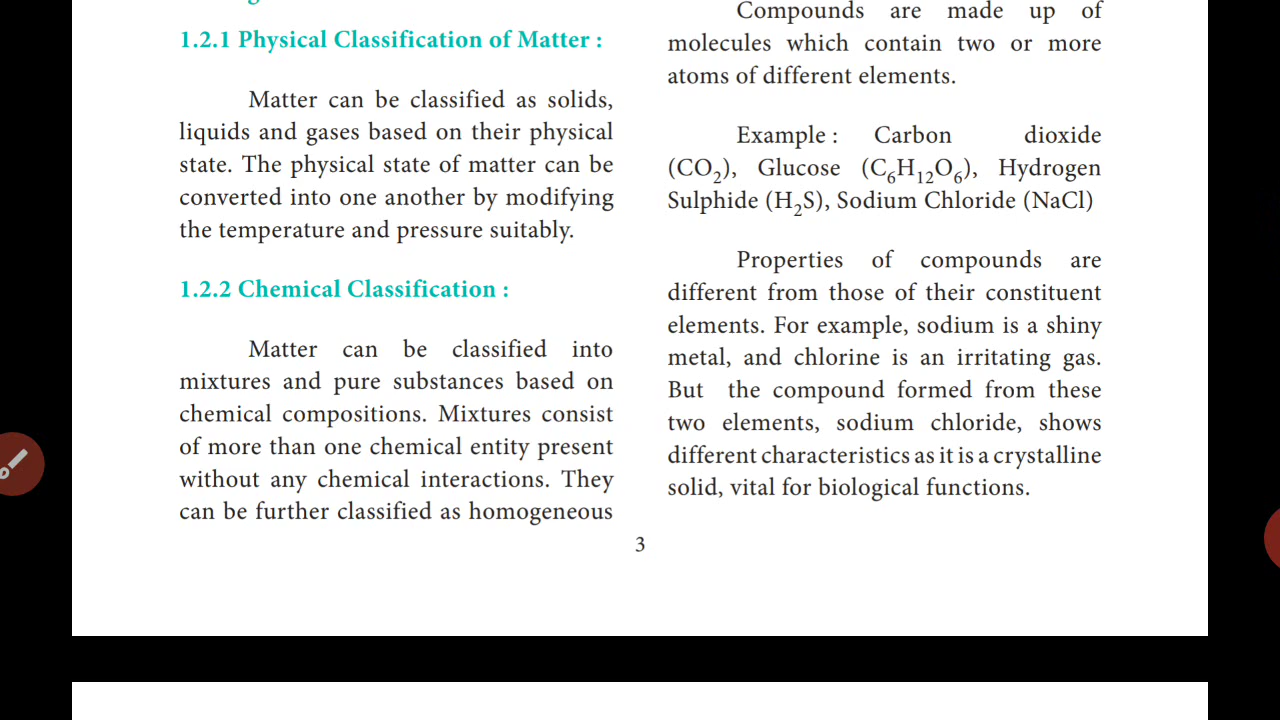 1.2.1 Physical Classification of Matter :
Matter can be classified as solids,
liquids and gases based on their physical
state. The physical state of matter can be
converted into one another by modifying
the temperature and pressure suitably.
1.2.2 Chemical Classification :
Matter can be classified into
mixtures and pure substances based on
chemical compositions. Mixtures consist
of more than one chemical entity present
without any chemical interactions. They
can be further classified as homogeneous
Compounds are made up of
molecules which contain two or more
atoms of different elements.
Example : Carbon dioxide
(CO₂), Glucose (C₆H₁₂O₆), Hydrogen
Sulphide (H₂S), Sodium Chloride (NaCl)
Properties of compounds are
different from those of their constituent
elements. For example, sodium is a shiny
metal, and chlorine is an irritating gas.
But the compound formed from these
two elements, sodium chloride, shows
different characteristics as it is a crystalline
solid, vital for biological functions.
3